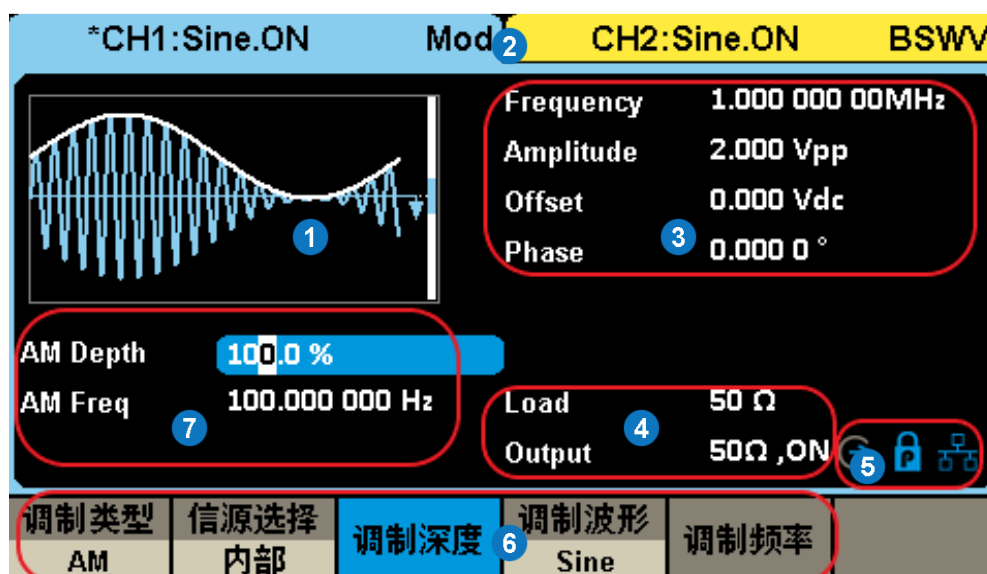 *CH1:Sine.ON Mod 2 CH2:Sine.ON BSWV
Frequency 1.000 000 00MHz
Amplitude 2.000 Vpp
Offset 0.000 Vdc
1
3
Phase 0.000 0 °
AM Depth 100.0 %
AM Freq 100.000 000 Hz
7
Load 50 Ω
4
Output 50Ω ,ON
5
P
调制类型 信源选择 调制深度 6 调制波形 调制频率
AM 内部 Sine